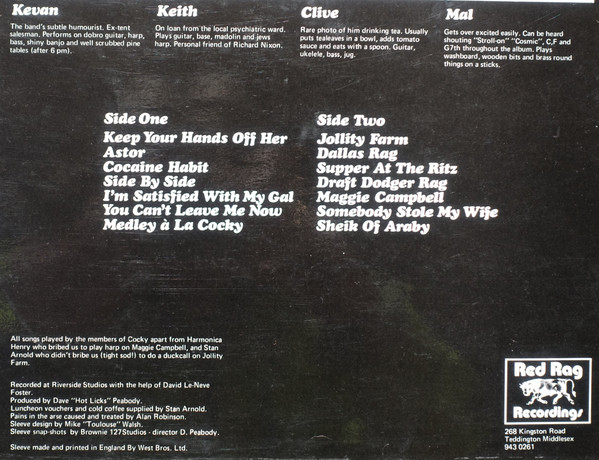 Kevan
The band's subtle humourist. Ex-tent
salesman. Performs on dobro guitar, harp,
bass, shiny banjo and well scrubbed pine
tables (after 6 pm).
Keith
On loan from the local psychiatric ward.
Plays guitar, base, madolin and jews
harp. Personal friend of Richard Nixon.
Clive
Rare photo of him drinking tea. Usually
puts tealeaves in a bowl, adds tomato
sauce and eats with a spoon. Guitar,
ukelele, bass, jug.
Mal
Gets over excited easily. Can be heard
shouting "Stroll-on" "Cosmic", C,F and
G7th throughout the album. Plays
washboard, wooden bits and brass round
things on a sticks.
Side One
Keep Your Hands Off Her
Astor
Cocaine Habit
Side By Side
I'm Satisfied With My Gal
You Can't Leave Me Now
Medley à La Cocky
Side Two
Jollity Farm
Dallas Rag
Supper At The Ritz
Draft Dodger Rag
Maggie Campbell
Somebody Stole My Wife
Sheik Of Araby
All songs played by the members of Cocky apart from Harmonica
Henry who bribed us to play harp on Maggie Campbell, and Stan
Arnold who didn't bribe us (tight sod!) to do a duckcall on Jollity
Farm.
Recorded at Riverside Studios with the help of David Le-Neve
Foster.
Produced by Dave "Hot Licks" Peabody.
Luncheon vouchers and cold coffee supplied by Stan Arnold.
Pains in the arse caused and treated by Alan Robinson.
Sleeve design by Mike "Toulouse" Walsh.
Sleeve snap-shots by Brownie 127Studios - director D. Peabody.
Sleeve made and printed in England By West Bros. Ltd.
Red Rag
Recordings
268 Kingston Road
Teddington Middlesex
943 0261